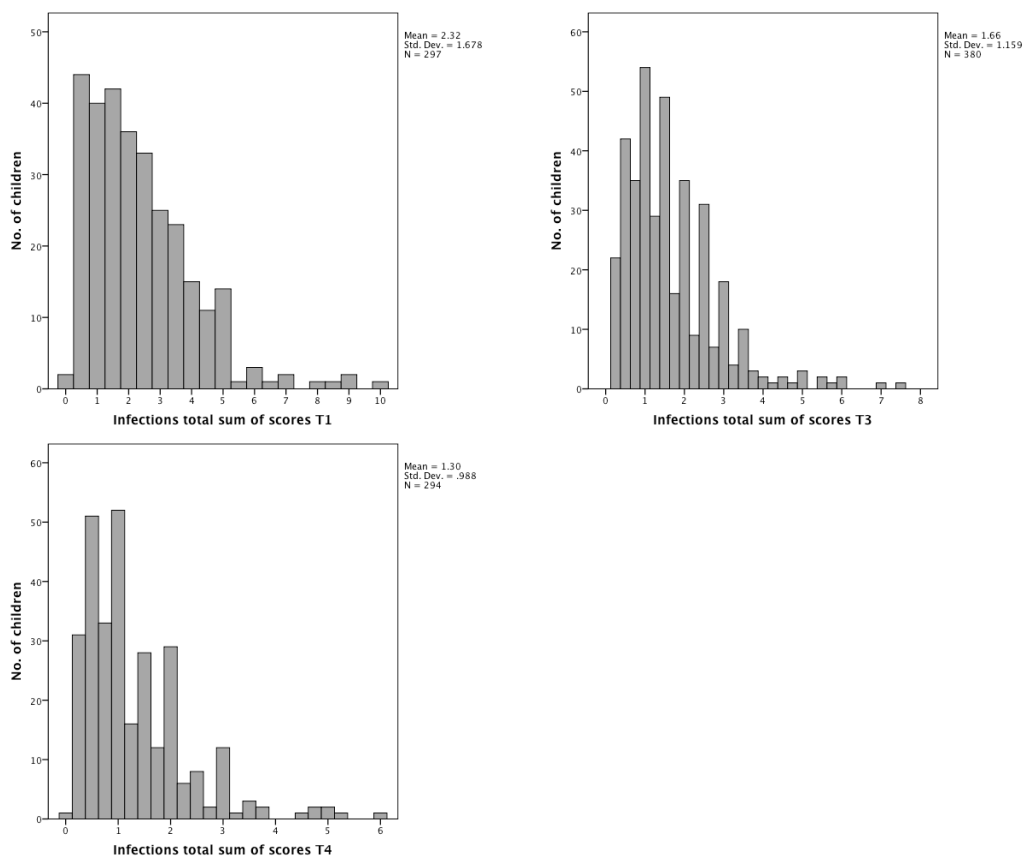 50
40
30
20
10
0
0 1 2 3 4 5 6 7 8 9 10
No. of children
Infections total sum of scores T1
Mean = 2.32
Std. Dev. = 1.678
N = 297
60
50
40
30
20
10
0
0 1 2 3 4 5 6 7 8
No. of children
Infections total sum of scores T3
Mean = 1.66
Std. Dev. = 1.159
N = 380
60
50
40
30
20
10
0
0 1 2 3 4 5 6
No. of children
Infections total sum of scores T4
Mean = 1.30
Std. Dev. = .988
N = 294